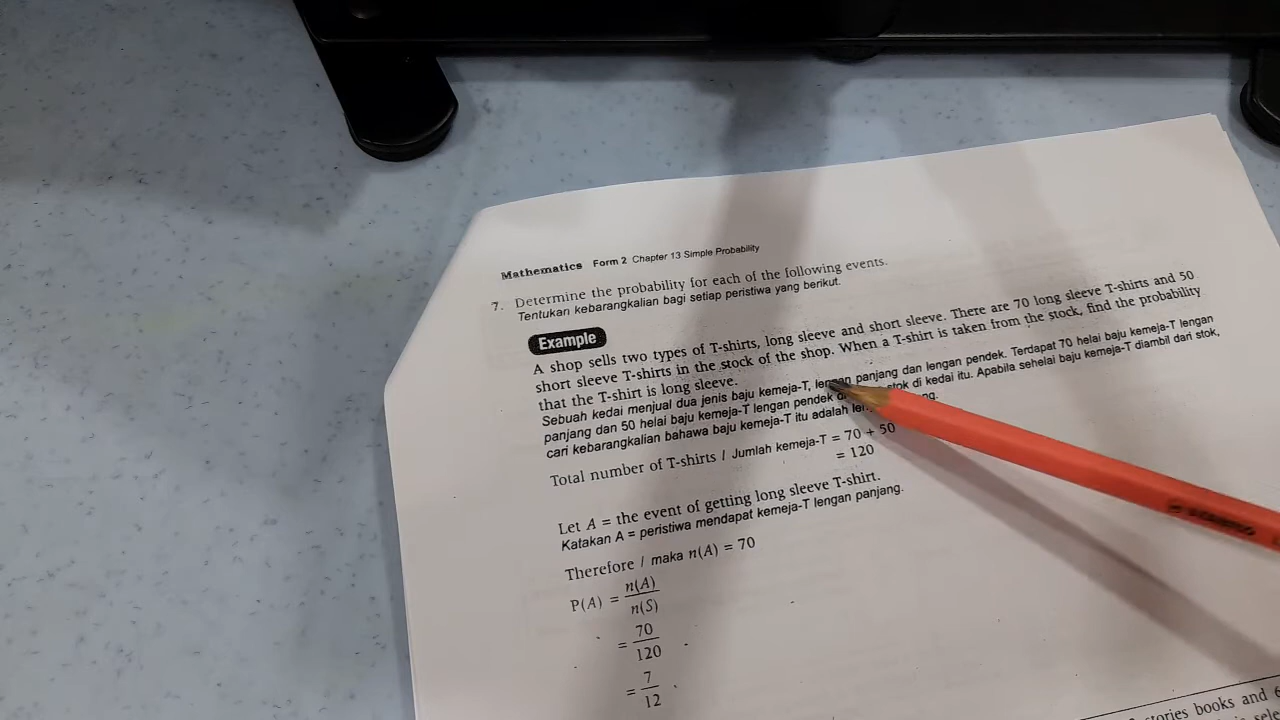 Mathematics Form 2 Chapter 13 Simple Probability
7. Determine the probability for each of the following events.
Tentukan kebarangkalian bagi setiap peristiwa yang berikut.
Example
A shop sells two types of T-shirts, long sleeve and short sleeve. There are 70 long sleeve T-shirts and 50
short sleeve T-shirts in the stock of the shop. When a T-shirt is taken from the stock, find the probability
that the T-shirt is long sleeve.
Sebuah kedai menjual dua jenis baju kemeja-T, lengan panjang dan lengan pendek. Terdapat 70 helai baju kemeja-T lengan
panjang dan 50 helai baju kemeja-T lengan pendek stok di kedai itu. Apabila sehelai baju kemeja-T diambil dari stok,
cari kebarangkalian bahawa baju kemeja-T itu adalah
Total number of T-shirts / Jumlah kemeja-T = 70 + 50
= 120
Let A = the event of getting long sleeve T-shirt.
Katakan A = peristiwa mendapat kemeja-T lengan panjang.
Therefore / maka n(A) = 70
P(A) = n(A)
n(S)
= 70
120
= 7
12
stories books and